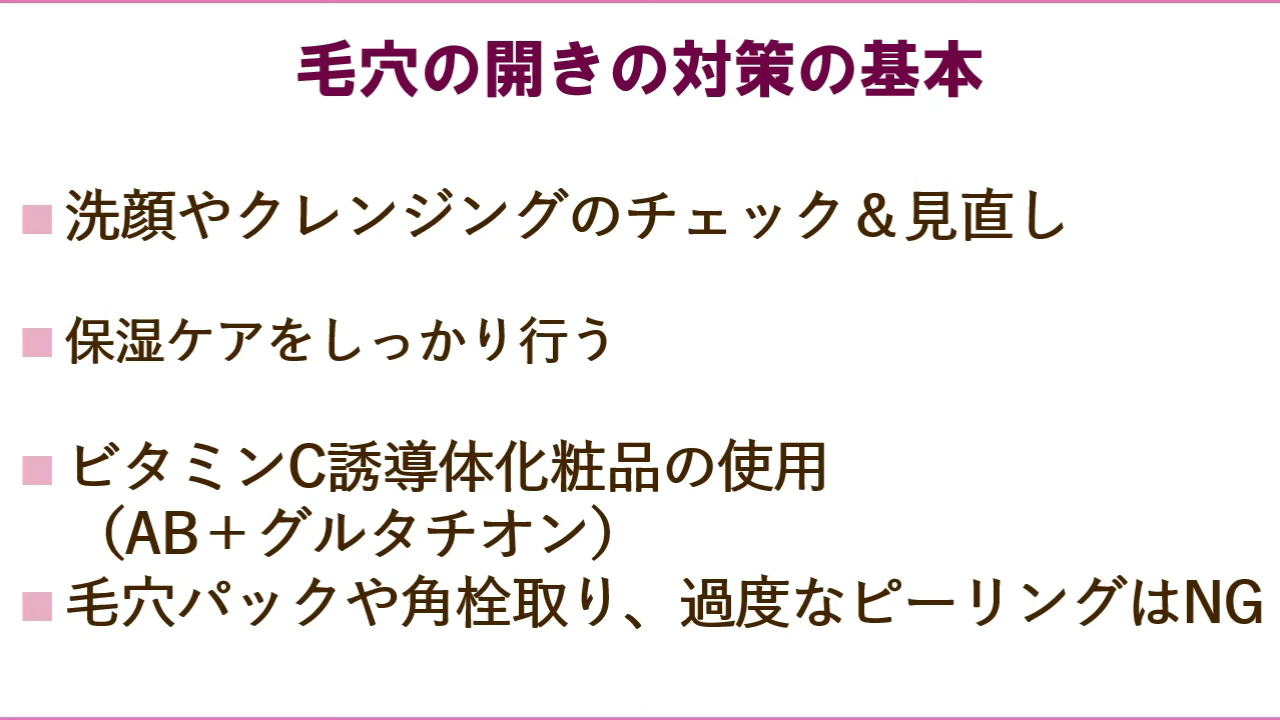 毛穴の開きの対策の基本
■洗顔やクレンジングのチェック＆見直し
■保湿ケアをしっかり行う
■ビタミンC誘導体化粧品の使用
（AB＋グルタチオン）
■毛穴パックや角栓取り、過度なピーリングはNG